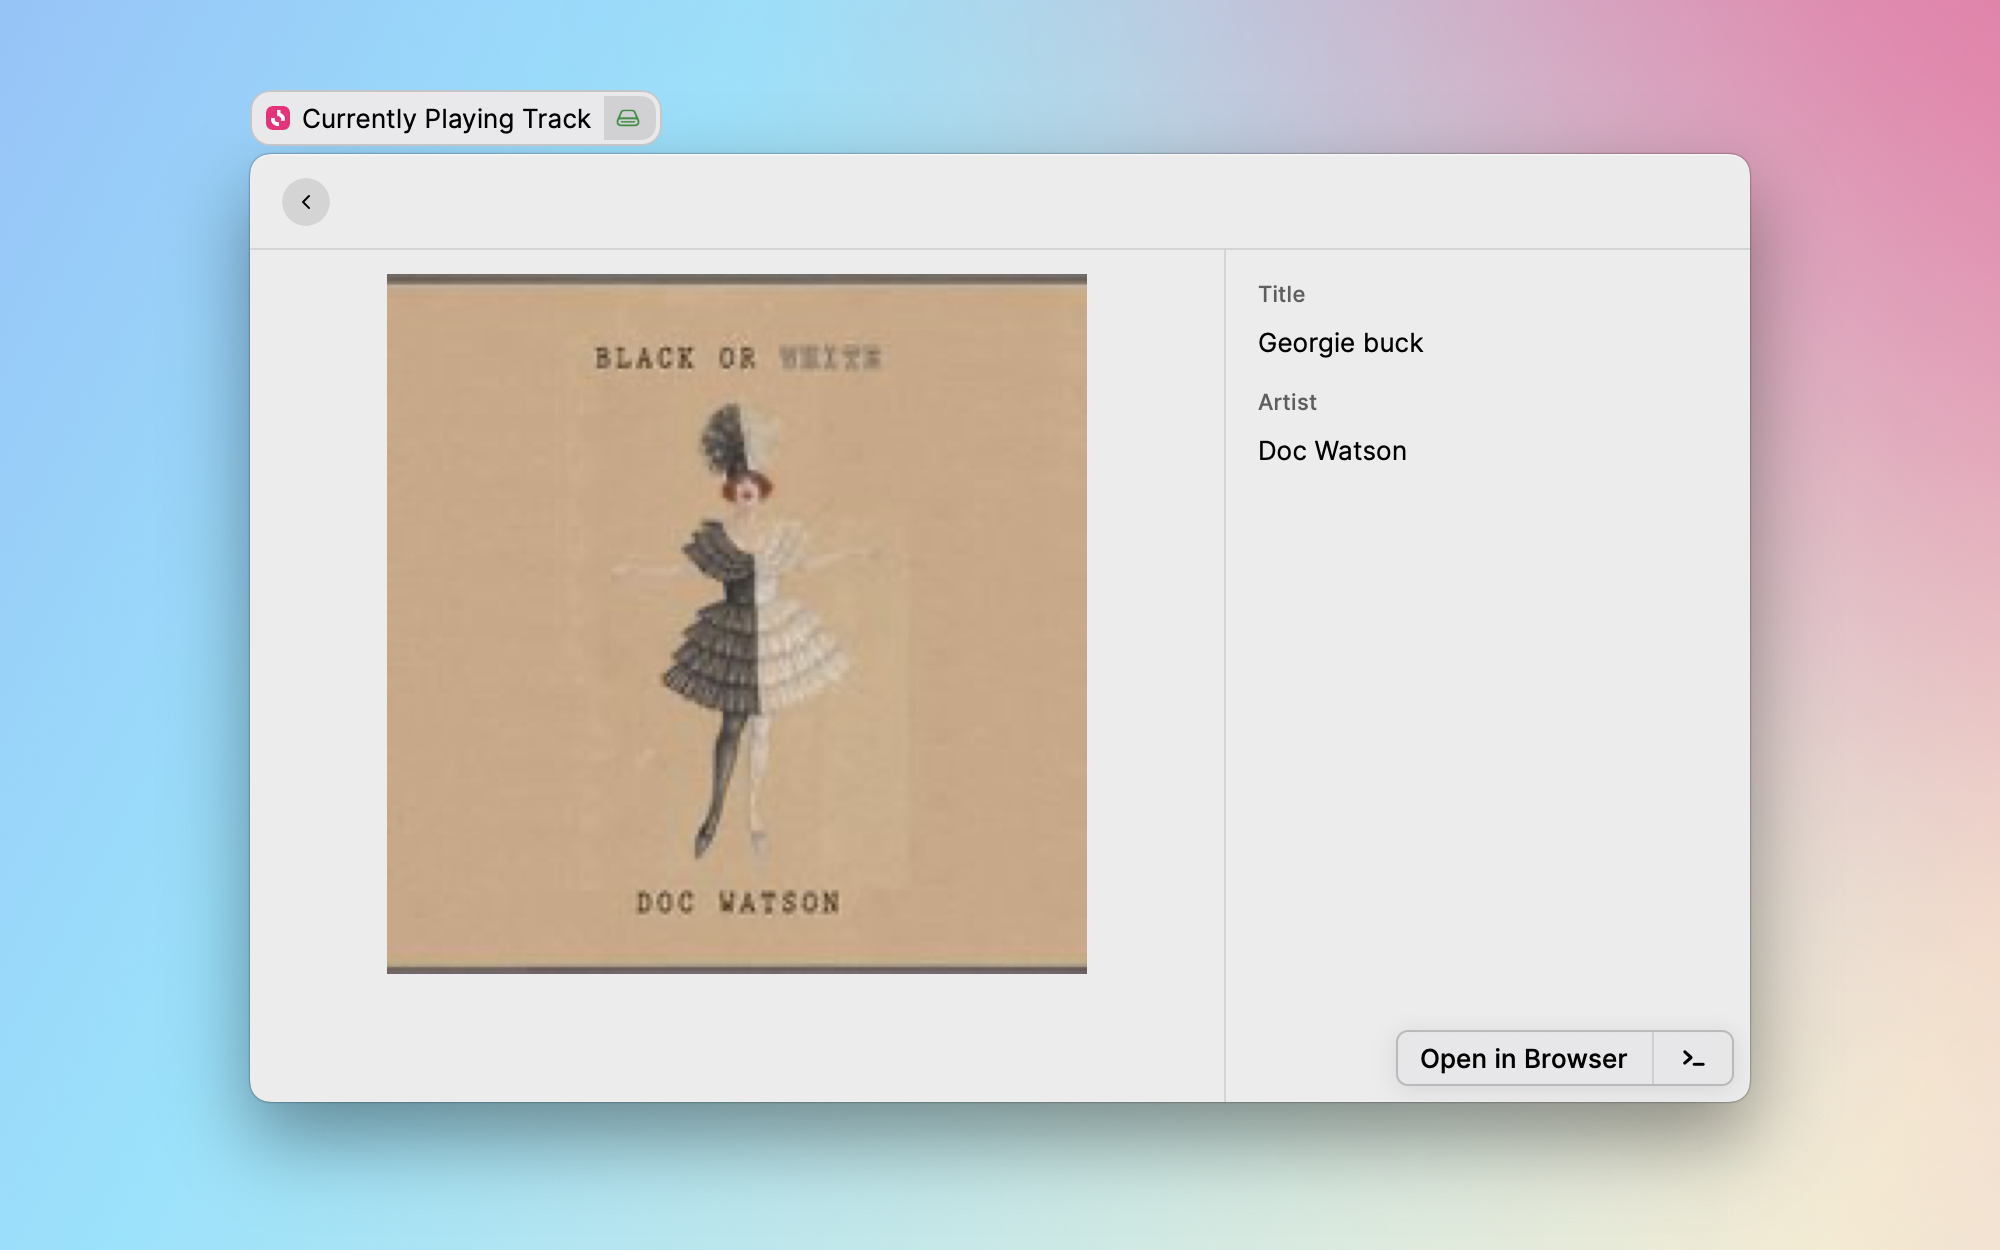 Currently Playing Track
BLACK OR WHITE
DOC WATSON
Title
Georgie buck
Artist
Doc Watson
Open in Browser